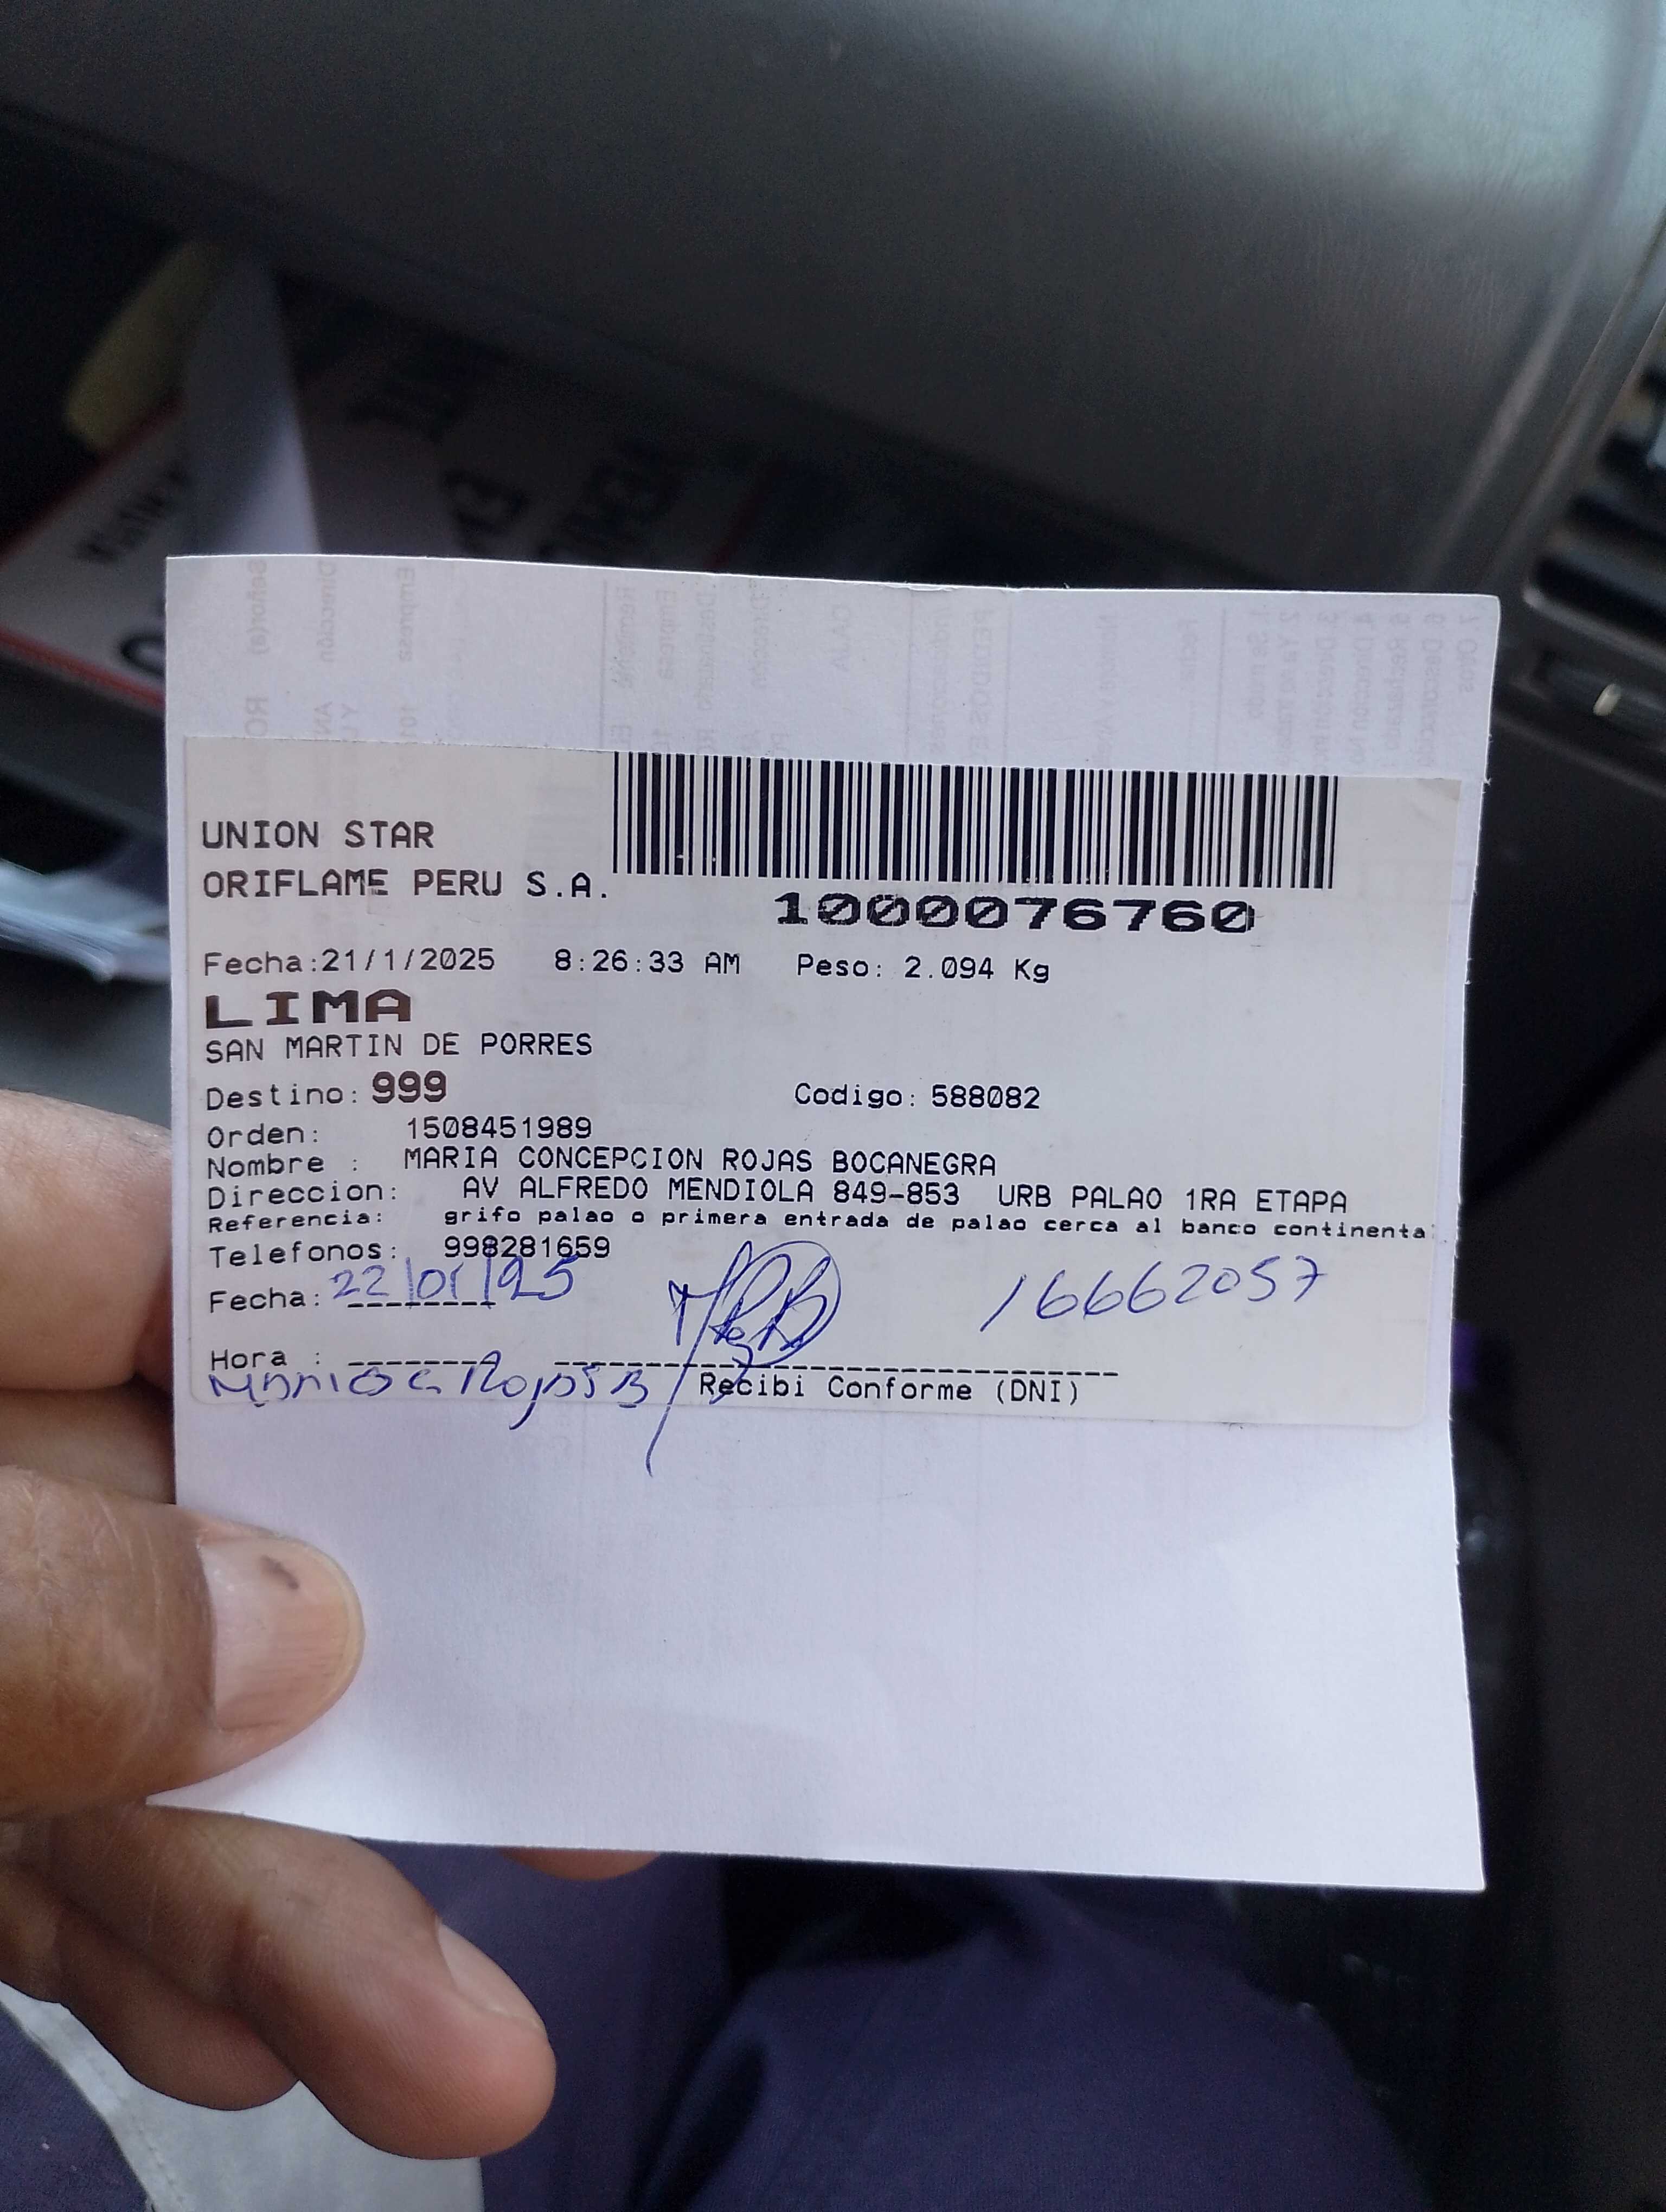 UNION STAR
ORIFLAME PERU S.A.
1000076760
Fecha:21/1/2025 8:26:33 AM Peso: 2.094 Kg
LIMA
SAN MARTIN DE PORRES
Destino: 999 Codigo: 588082
Orden: 1508451989
Nombre : MARIA CONCEPCION ROJAS BOCANEGRA
Direccion: AV ALFREDO MENDIOLA 849-853 URB PALAO 1RA ETAPA
Referencia: grifo palao o primera entrada de palao cerca al banco continenta
Telefonos: 998281659
Fecha: 22/01/25 16662057
Hora :
Maria C Rojas B Recibi Conforme (DNI)